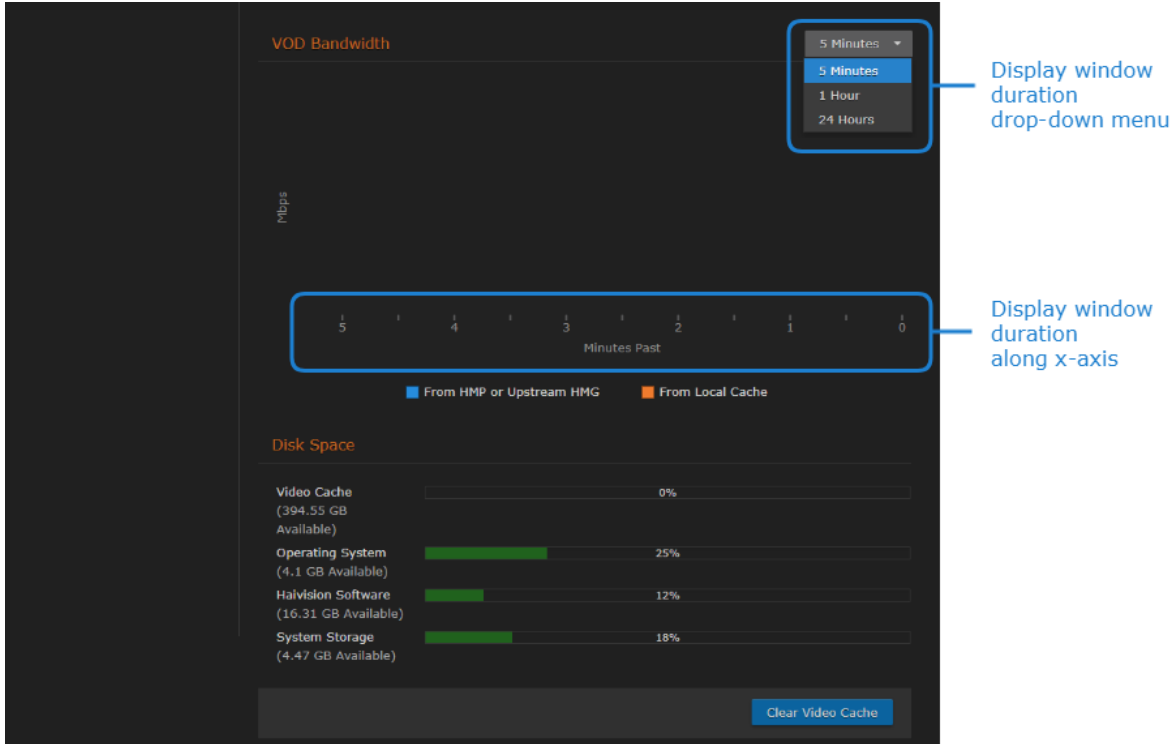 VOD Bandwidth
5 Minutes
5 Minutes
1 Hour
24 Hours
Display window
duration
drop-down menu
Mbps
5 4 3 2 1 0
Minutes Past
Display window
duration
along x-axis
From HMP or Upstream HMG From Local Cache
Disk Space
Video Cache 0%
(394.55 GB
Available)
Operating System 25%
(4.1 GB Available)
Haivision Software 12%
(16.31 GB Available)
System Storage 18%
(4.47 GB Available)
Clear Video Cache